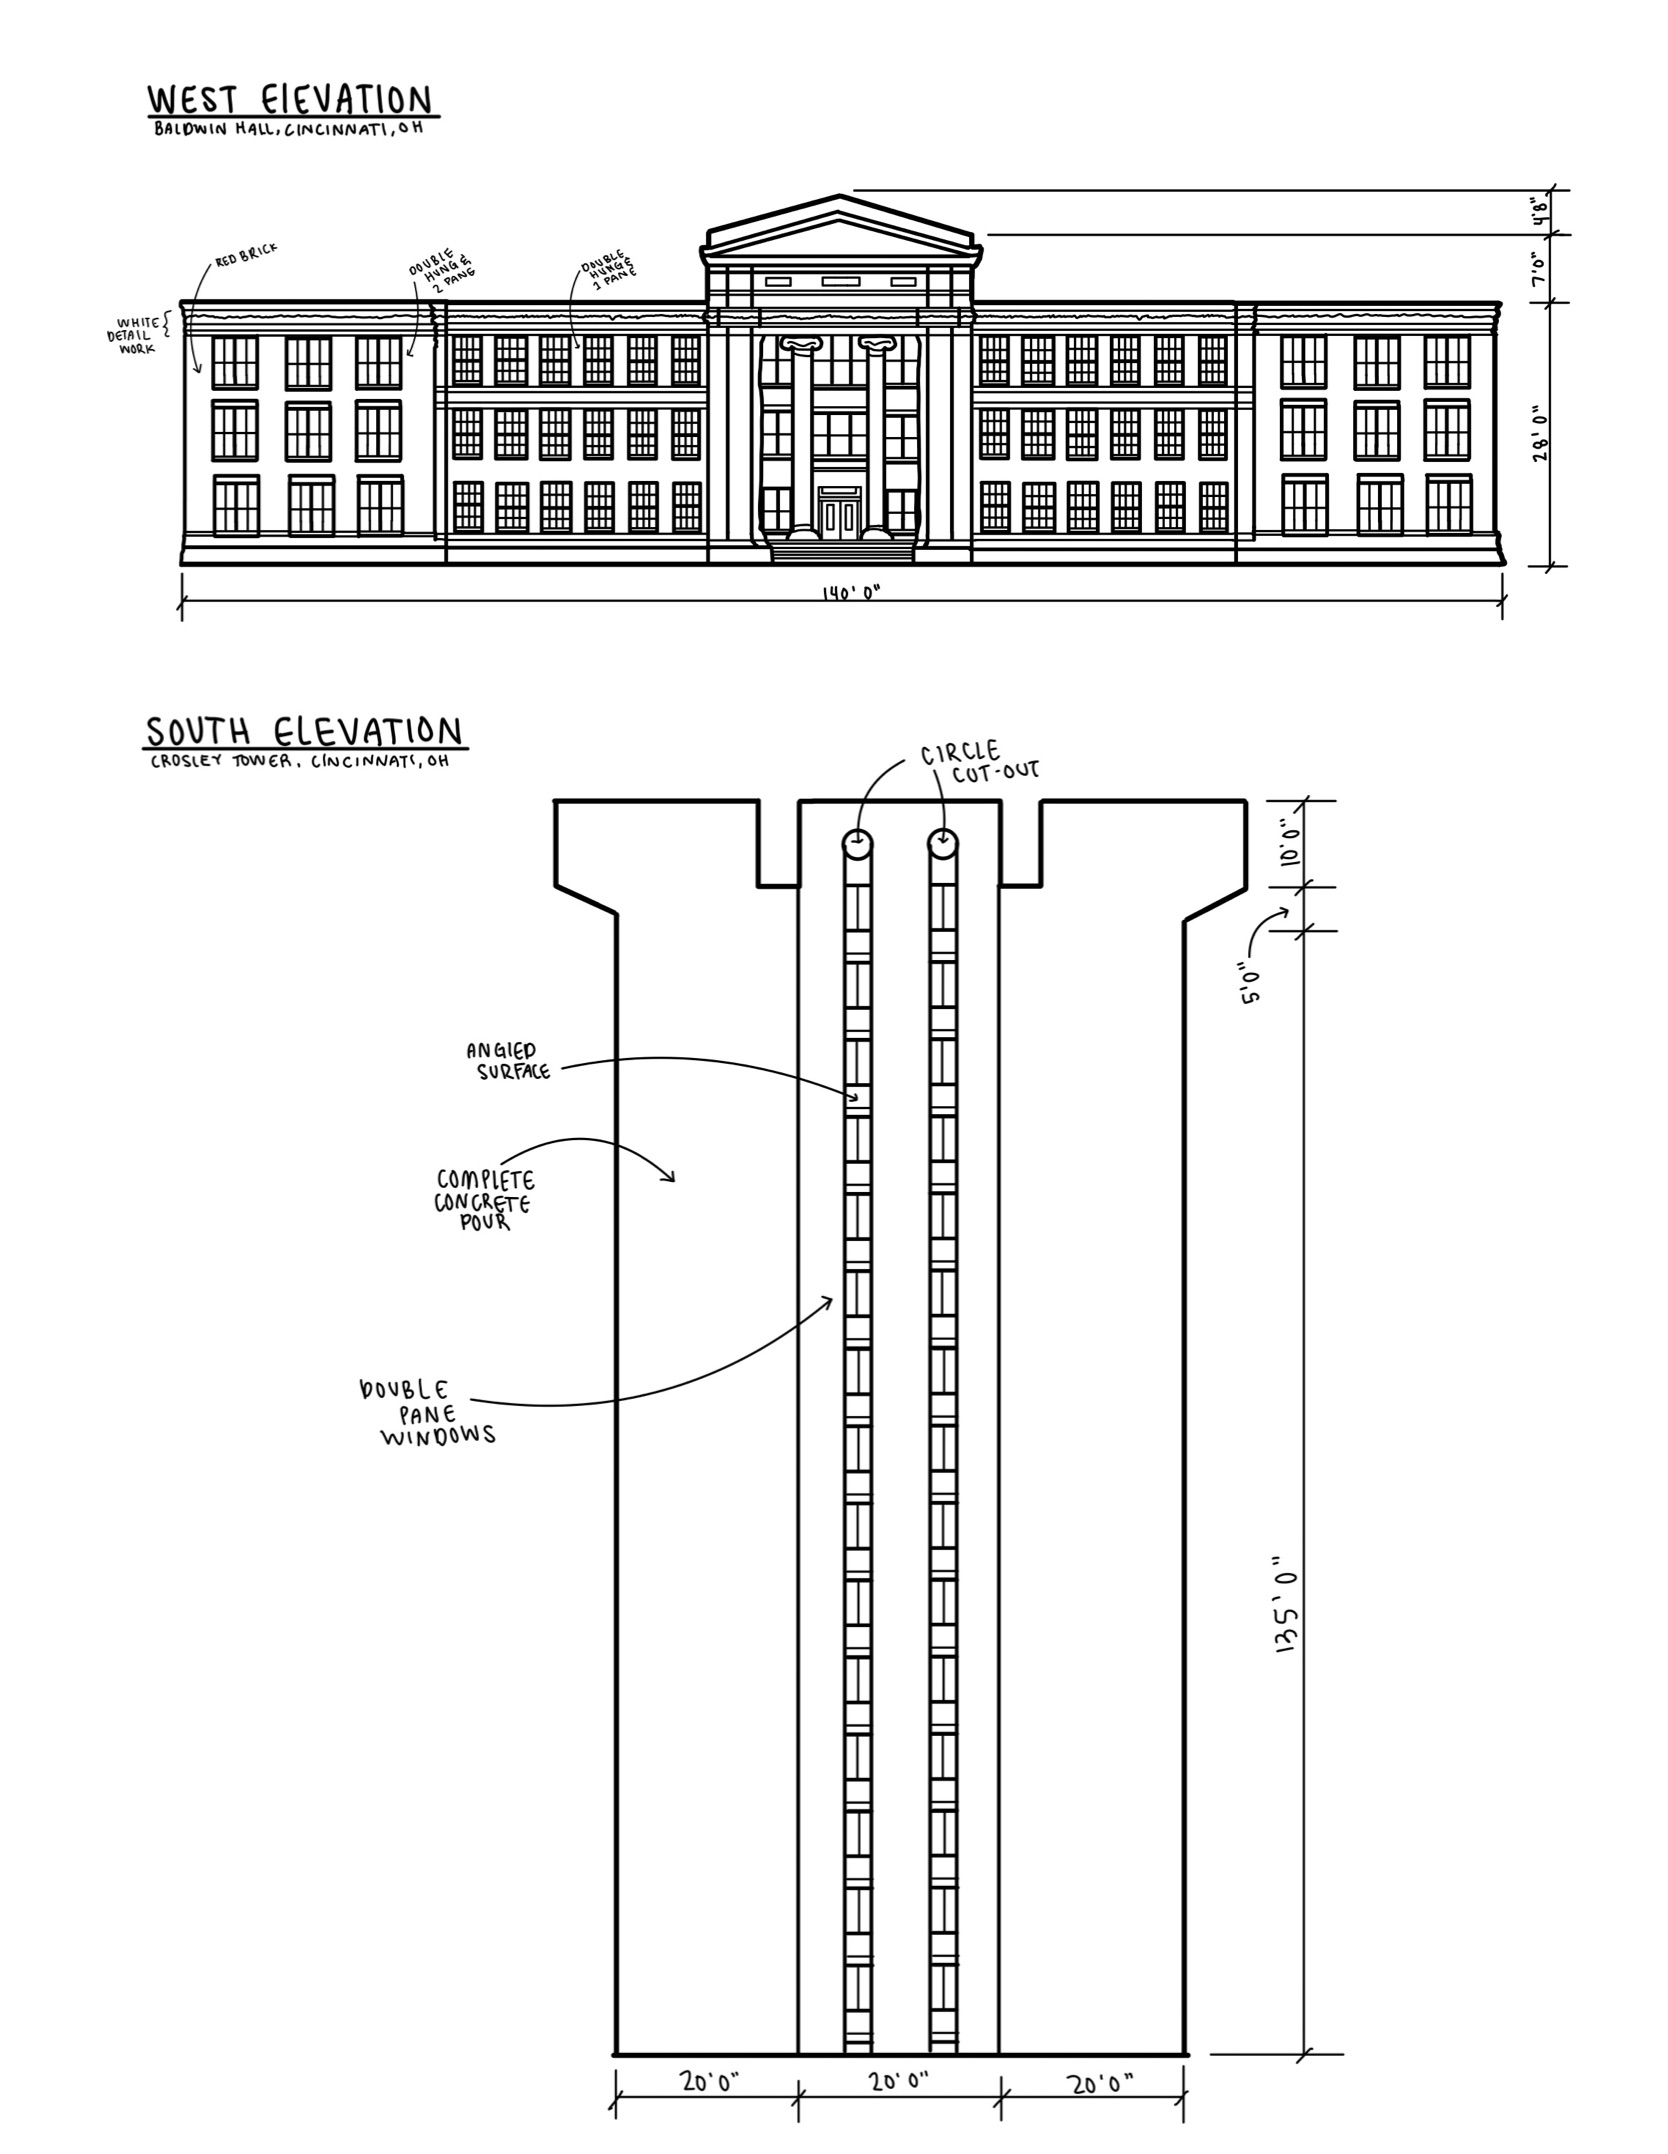 WEST ElEVATION
BALDWIN HALL, CINCINNATI, OH
4'8"
RED BRICK
DOUBLE
HUNG &
2 PANE
DOUBLE
HUNG &
1 PANE
7'0"
WHITE
DETAIL
WORK
28'0"
140'0"
SOUTH ELEVATION
CROSLEY TOWER, CINCINNATI, OH
CIRCLE
CUT-OUT
10'0"
5'0"
ANGlED
SURFACE
COMPLETE
CONCRETE
POUR
DOUBLE
PANE
WINDOWS
135'0"
20'0"
20'0"
20'0"